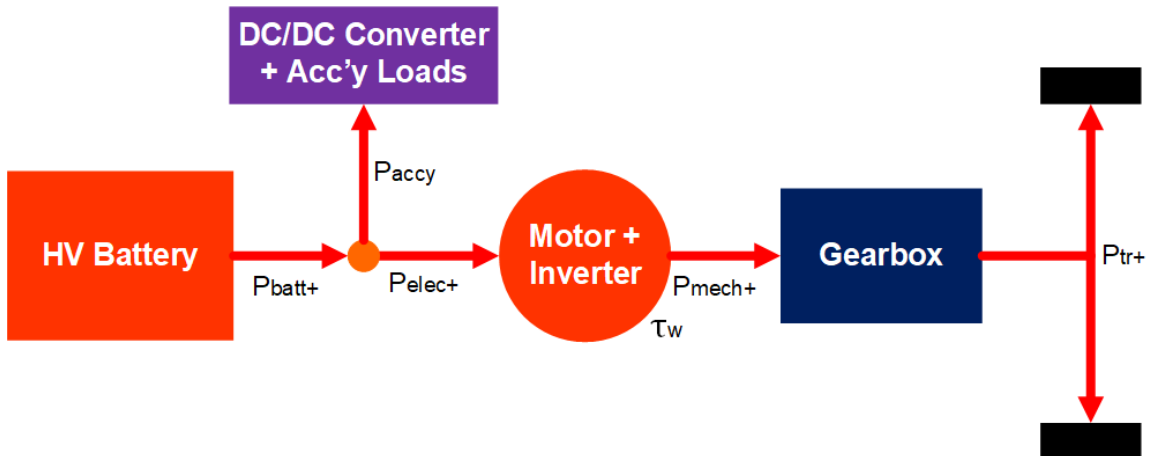 DC/DC Converter
+ Acc'y Loads
Paccy
HV Battery
Pbatt+
Pelec+
Motor +
Inverter
τw
Pmech+
Gearbox
Ptr+